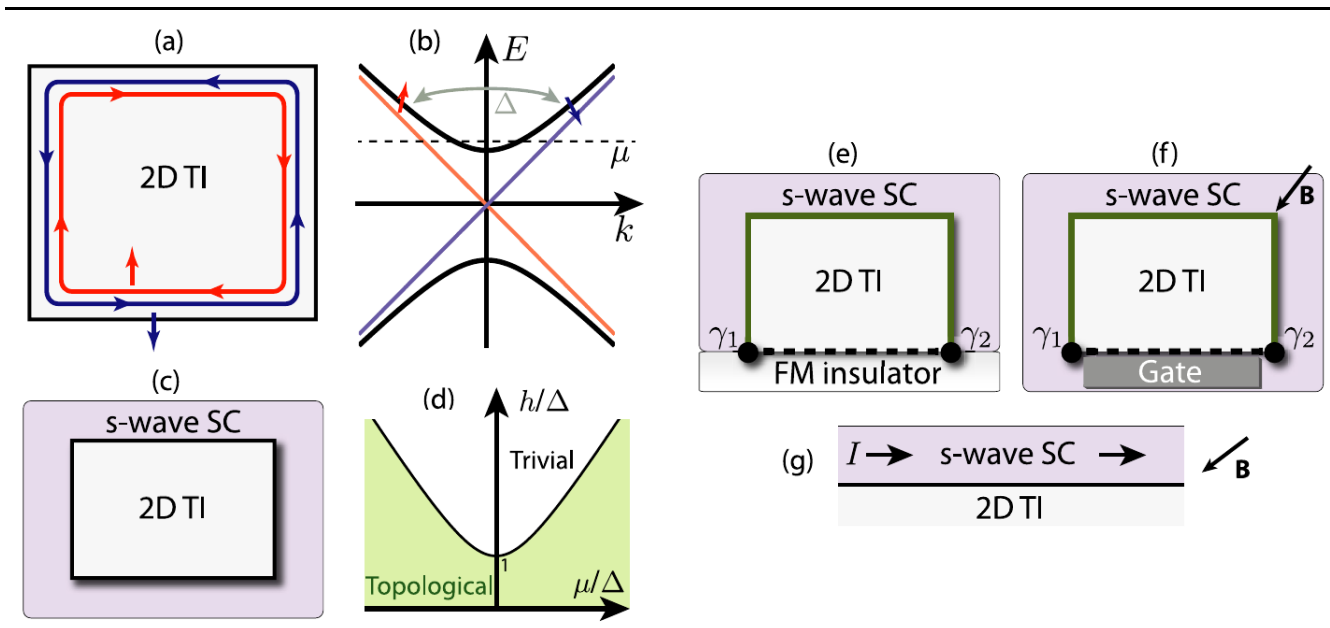 (a)
2D TI
(b)
E
Δ
μ
k
(c)
s-wave SC
2D TI
(d)
h/Δ
Trivial
1
Topological
μ/Δ
(e)
s-wave SC
2D TI
γ1
γ2
FM insulator
(f)
s-wave SC
B
2D TI
γ1
γ2
Gate
(g)
I
s-wave SC
B
2D TI